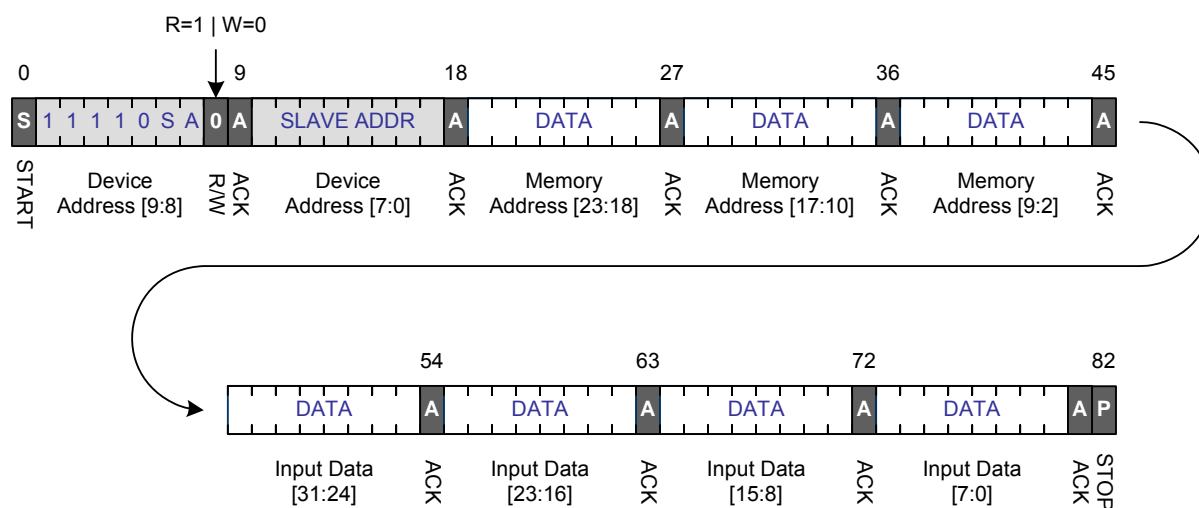 R=1 | W=0
0 9 18 27 36 45
S 1 1 1 1 0 S A 0 A SLAVE ADDR A DATA A DATA A DATA A
START
Device
Address [9:8]
R/W
ACK
Device
Address [7:0]
ACK
Memory
Address [23:18]
ACK
Memory
Address [17:10]
ACK
Memory
Address [9:2]
ACK
54 63 72 82
DATA A DATA A DATA A DATA A P
Input Data
[31:24]
ACK
Input Data
[23:16]
ACK
Input Data
[15:8]
ACK
Input Data
[7:0]
ACK
STOP